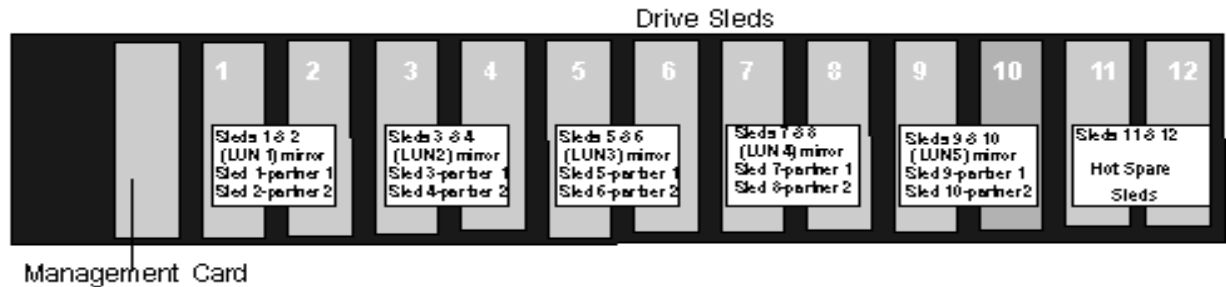 Drive Sleds
1 2 3 4 5 6 7 8 9 10 11 12
Sleds 1 & 2
(LUN 1) mirror
Sled 1-partner 1
Sled 2-partner 2
Sleds 3 & 4
(LUN2) mirror
Sled 3-partner 1
Sled 4-partner 2
Sleds 5 & 6
(LUN3) mirror
Sled 5-partner 1
Sled 6-partner 2
Sleds 7 & 8
(LUN 4) mirror
Sled 7-partner 1
Sled 8-partner 2
Sleds 9 & 10
(LUN5) mirror
Sled 9-partner 1
Sled 10-partner2
Sleds 11 & 12
Hot Spare
Sleds
Management Card